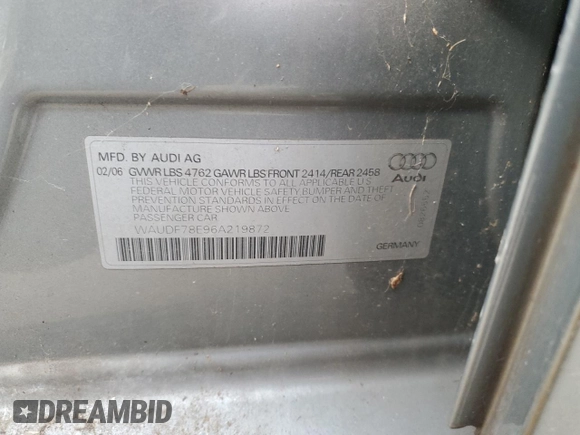 MFD. BY AUDI AG
02/06 GVWR LBS 4762 GAWR LBS FRONT 2414/REAR 2458
THIS VEHICLE CONFORMS TO ALL APPLICABLE U.S.
FEDERAL MOTOR VEHICLE SAFETY BUMPER AND THEFT
PREVENTION STANDARDS IN EFFECT ON THE DATE OF
MANUFACTURE SHOWN ABOVE.
PASSENGER CAR
WAUDF78E96A219872
Audi
GERMANY
DREAMBID